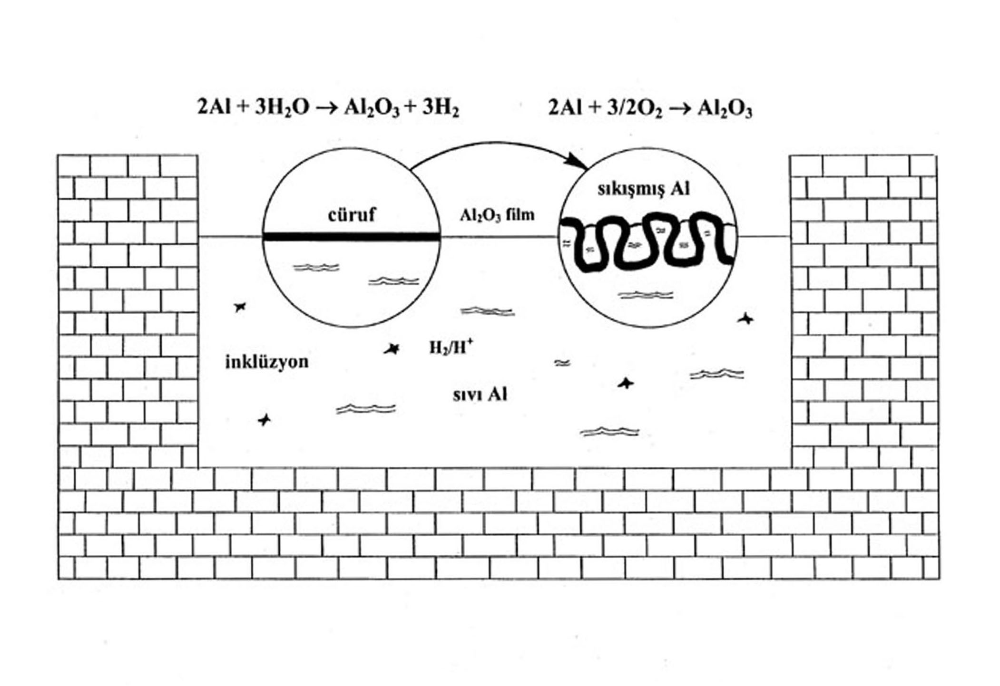 2Al + 3H₂O → Al₂O₃ + 3H₂
2Al + 3/2O₂ → Al₂O₃
cüruf
Al₂O₃ film
sıkışmış Al
inklüzyon
H₂/H⁺
sıvı Al